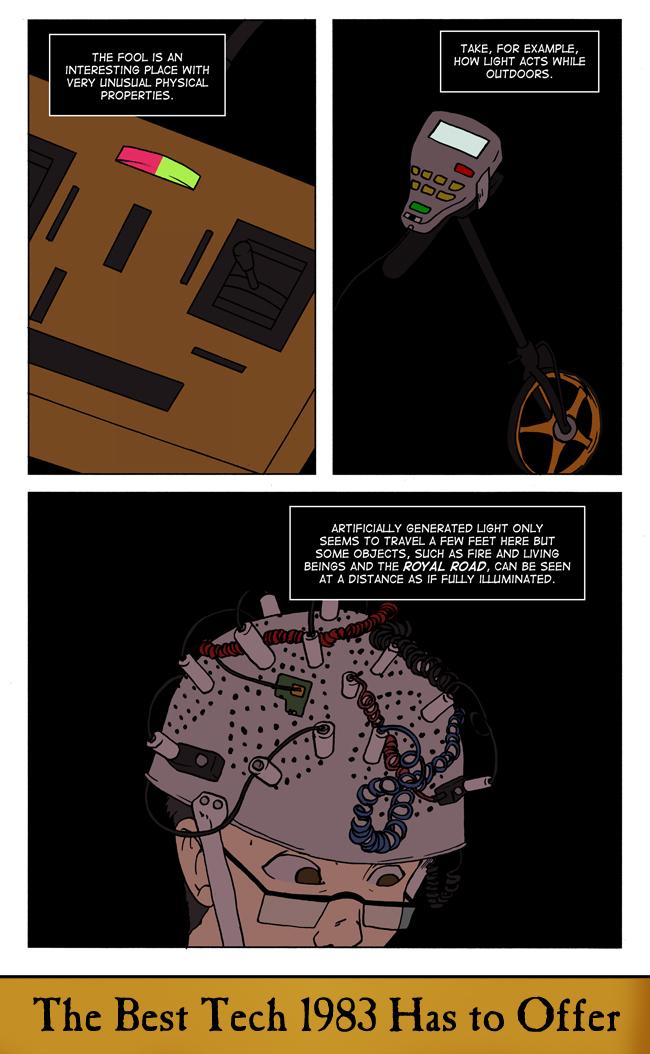 THE FOOL IS AN
INTERESTING PLACE WITH
VERY UNUSUAL PHYSICAL
PROPERTIES.
TAKE, FOR EXAMPLE,
HOW LIGHT ACTS WHILE
OUTDOORS.
ARTIFICIALLY GENERATED LIGHT ONLY
SEEMS TO TRAVEL A FEW FEET HERE BUT
SOME OBJECTS, SUCH AS FIRE AND LIVING
BEINGS AND THE ROYAL ROAD, CAN BE SEEN
AT A DISTANCE AS IF FULLY ILLUMINATED.
The Best Tech 1983 Has to Offer